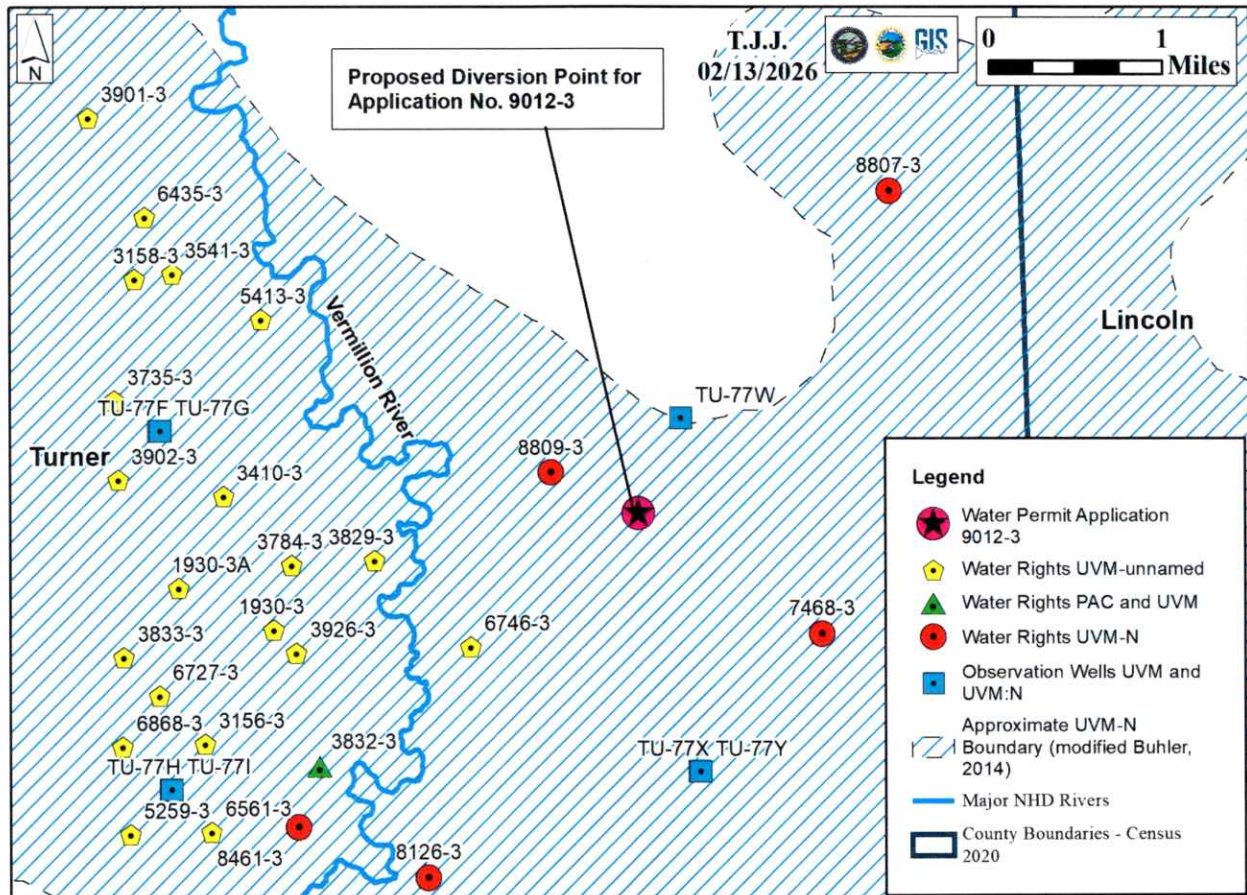 N
T.J.J.
02/13/2026
GIS
0 1
Miles
Proposed Diversion Point for
Application No. 9012-3
3901-3
8807-3
6435-3
3158-3 3541-3
5413-3
Vermillion River
Lincoln
3735-3
TU-77F TU-77G
TU-77W
Turner
3902-3
8809-3
3410-3
3784-3 3829-3
1930-3A
1930-3
7468-3
3833-3
3926-3
6746-3
6727-3
6868-3 3156-3
3832-3
TU-77X TU-77Y
TU-77H TU-77I
5259-3 6561-3
8461-3
8126-3
Legend
Water Permit Application
9012-3
Water Rights UVM-unnamed
Water Rights PAC and UVM
Water Rights UVM-N
Observation Wells UVM and
UVM:N
Approximate UVM-N
Boundary (modified Buhler,
2014)
Major NHD Rivers
County Boundaries - Census
2020